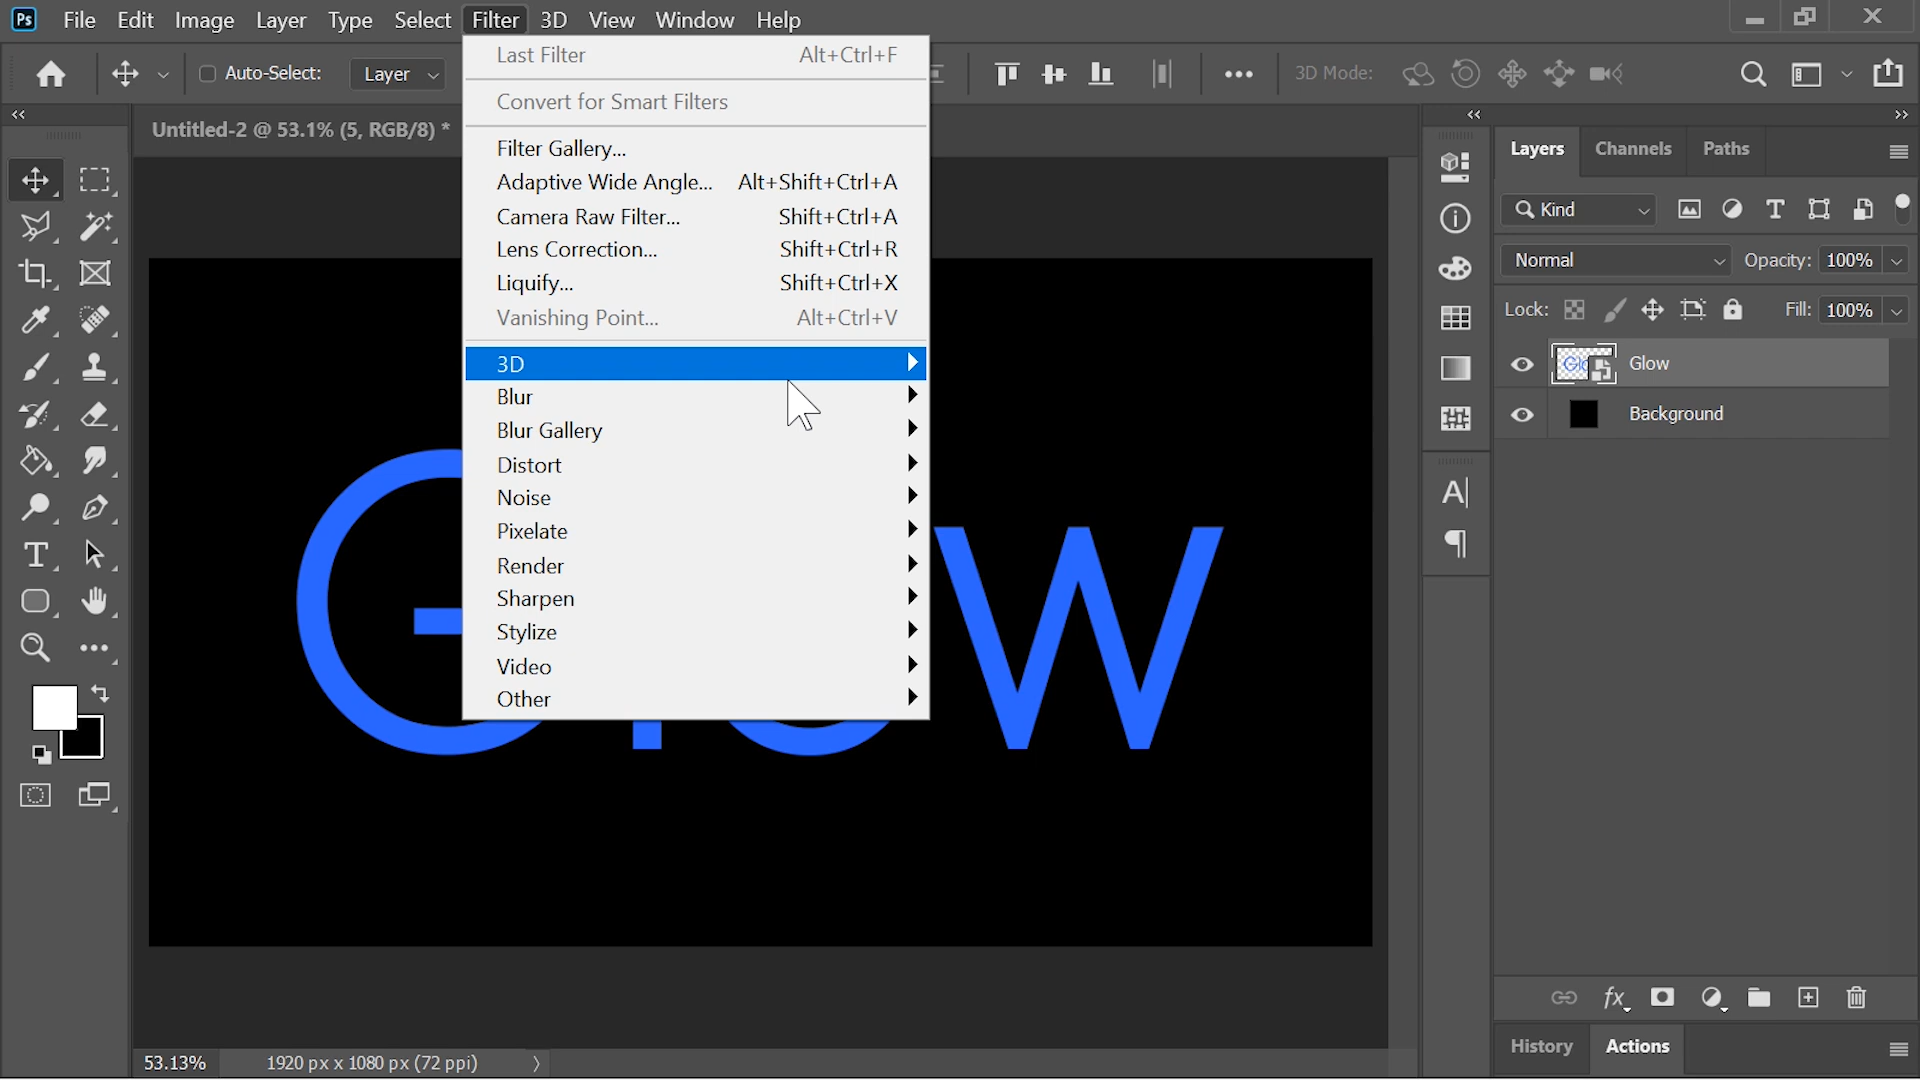 Ps File Edit Image Layer Type Select Filter 3D View Window Help
Auto-Select: Layer 3D Mode:
Untitled-2 @ 53.1% (5, RGB/8) *
Last Filter Alt+Ctrl+F
Convert for Smart Filters
Filter Gallery...
Adaptive Wide Angle... Alt+Shift+Ctrl+A
Camera Raw Filter... Shift+Ctrl+A
Lens Correction... Shift+Ctrl+R
Liquify... Shift+Ctrl+X
Vanishing Point... Alt+Ctrl+V
3D
Blur
Blur Gallery
Distort
Noise
Pixelate
Render
Sharpen
Stylize
Video
Other
Glow
Layers Channels Paths
Kind
Normal Opacity: 100%
Lock: Fill: 100%
Glow
Background
fx
History Actions
53.13% 1920 px x 1080 px (72 ppi)